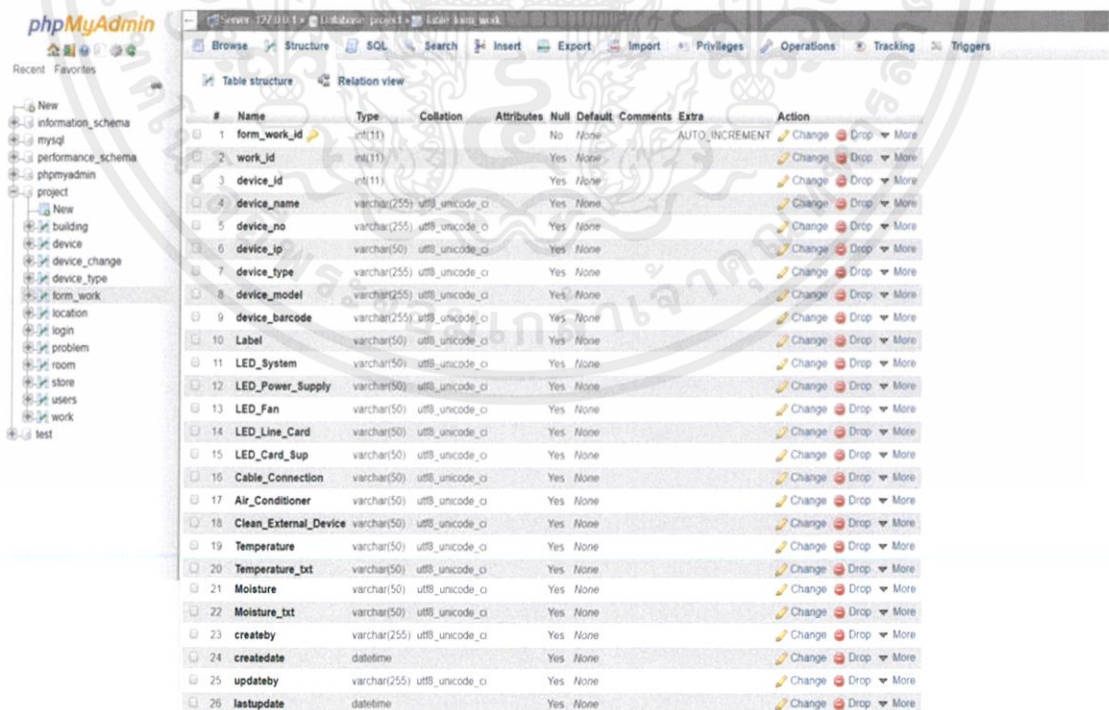 phpMyAdmin
Recent Favorites
New
information_schema
mysql
performance_schema
phpmyadmin
project
New
building
device
device_change
device_type
form_work
location
login
problem
room
store
users
work
test
Server: 127.0.0.1 » Database: project » Table: form_work
Browse Structure SQL Search Insert Export Import Privileges Operations Tracking Triggers
Table structure Relation view
# Name Type Collation Attributes Null Default Comments Extra Action
1 form_work_id int(11) No None AUTO_INCREMENT Change Drop More
2 work_id int(11) Yes None Change Drop More
3 device_id int(11) Yes None Change Drop More
4 device_name varchar(255) utf8_unicode_ci Yes None Change Drop More
5 device_no varchar(255) utf8_unicode_ci Yes None Change Drop More
6 device_ip varchar(50) utf8_unicode_ci Yes None Change Drop More
7 device_type varchar(255) utf8_unicode_ci Yes None Change Drop More
8 device_model varchar(255) utf8_unicode_ci Yes None Change Drop More
9 device_barcode varchar(255) utf8_unicode_ci Yes None Change Drop More
10 Label varchar(50) utf8_unicode_ci Yes None Change Drop More
11 LED_System varchar(50) utf8_unicode_ci Yes None Change Drop More
12 LED_Power_Supply varchar(50) utf8_unicode_ci Yes None Change Drop More
13 LED_Fan varchar(50) utf8_unicode_ci Yes None Change Drop More
14 LED_Line_Card varchar(50) utf8_unicode_ci Yes None Change Drop More
15 LED_Card_Sup varchar(50) utf8_unicode_ci Yes None Change Drop More
16 Cable_Connection varchar(50) utf8_unicode_ci Yes None Change Drop More
17 Air_Conditioner varchar(50) utf8_unicode_ci Yes None Change Drop More
18 Clean_External_Device varchar(50) utf8_unicode_ci Yes None Change Drop More
19 Temperature varchar(50) utf8_unicode_ci Yes None Change Drop More
20 Temperature_txt varchar(50) utf8_unicode_ci Yes None Change Drop More
21 Moisture varchar(50) utf8_unicode_ci Yes None Change Drop More
22 Moisture_txt varchar(50) utf8_unicode_ci Yes None Change Drop More
23 createby varchar(255) utf8_unicode_ci Yes None Change Drop More
24 createdate datetime Yes None Change Drop More
25 updateby varchar(255) utf8_unicode_ci Yes None Change Drop More
26 lastupdate datetime Yes None Change Drop More